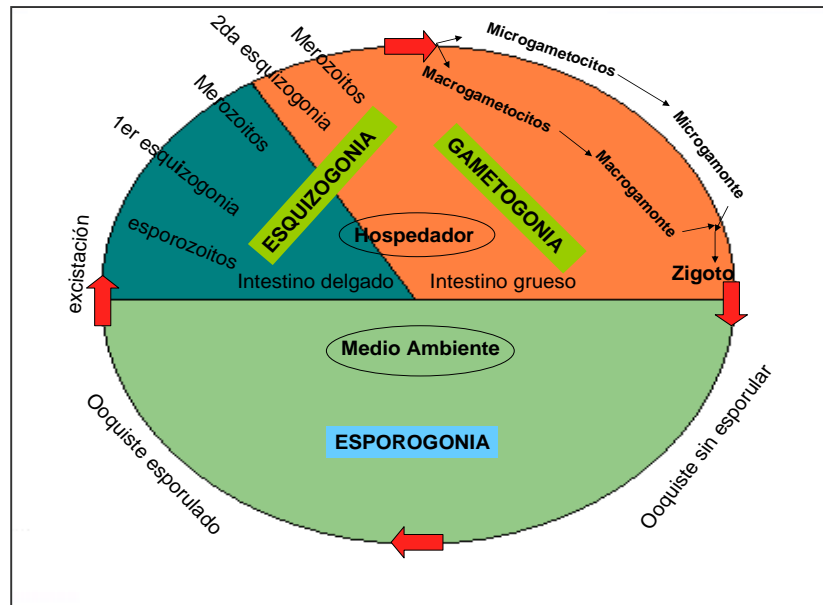 Microgametocitos
2da esquizogonia
Merozoitos
Macrogametocitos
Microgamonte
Merozoitos
1er esquizogonia
ESQUIZOGONIA
GAMETOGONIA
Macrogamonte
esporozoitos
Hospedador
excistación
Intestino delgado
Intestino grueso
Zigoto
Medio Ambiente
ESPOROGONIA
Ooquiste esporulado
Ooquiste sin esporular